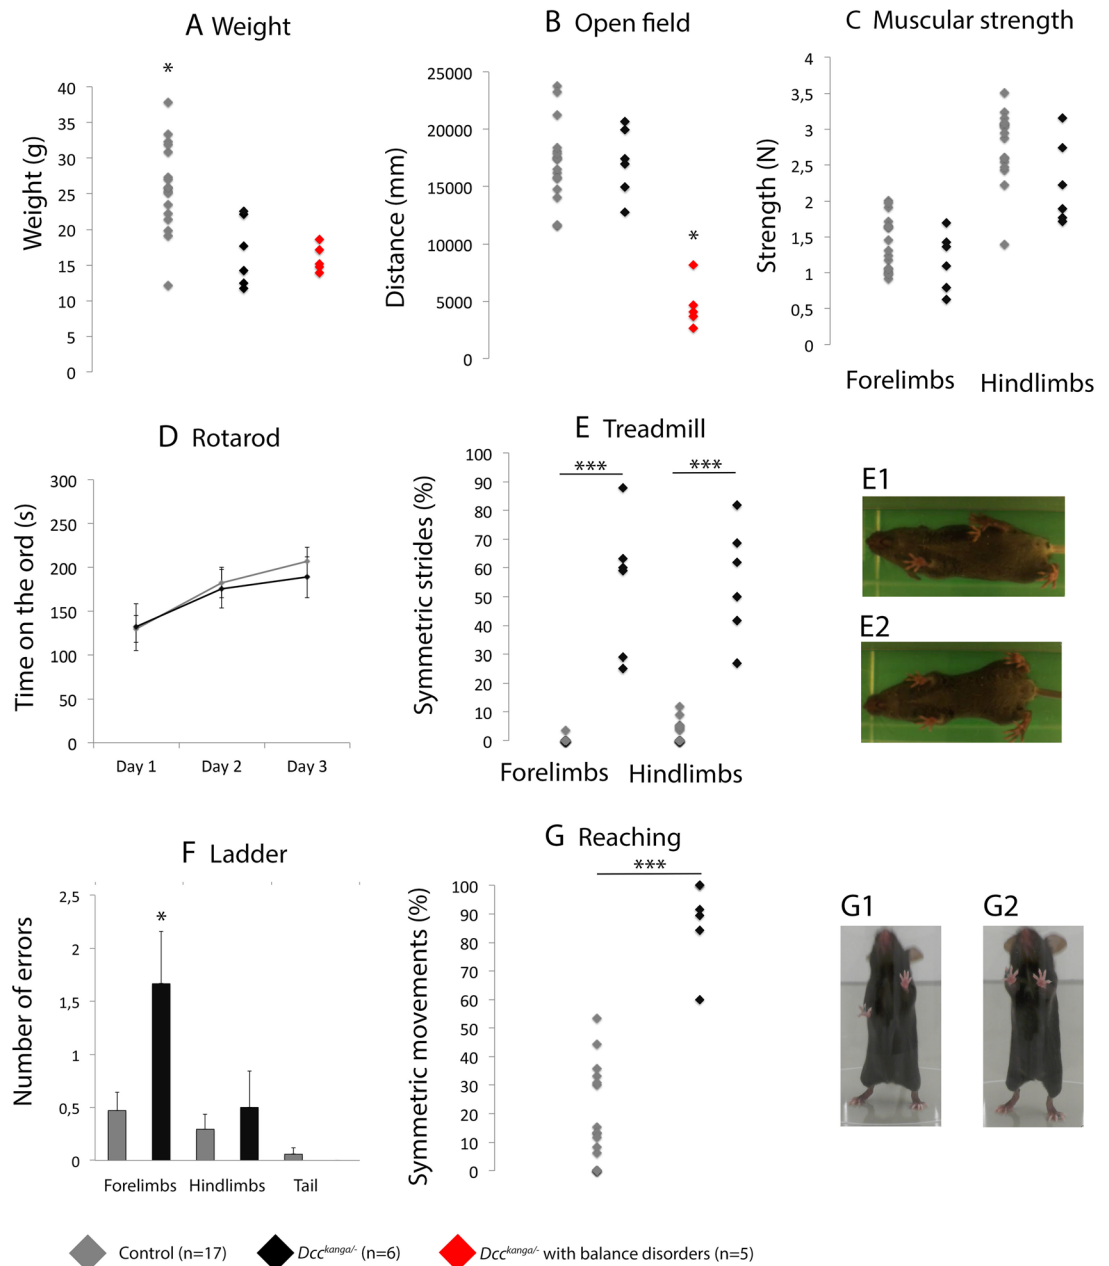 A Weight
B Open field
C Muscular strength
*
40
35
30
25
20
15
10
5
0
Weight (g)
25000
20000
15000
10000
5000
0
Distance (mm)
*
4
3,5
3
2,5
2
1,5
1
0,5
0
Strength (N)
Forelimbs Hindlimbs
D Rotarod
300
250
200
150
100
50
0
Time on the ord (s)
Day 1 Day 2 Day 3
E Treadmill
*** ***
100
90
80
70
60
50
40
30
20
10
0
Symmetric strides (%)
Forelimbs Hindlimbs
E1
E2
F Ladder
*
2,5
2
1,5
1
0,5
0
Number of errors
Forelimbs Hindlimbs Tail
G Reaching
***
100
90
80
70
60
50
40
30
20
10
0
Symmetric movements (%)
G1 G2
Control (n=17) Dcc^kanga/- (n=6) Dcc^kanga/- with balance disorders (n=5)